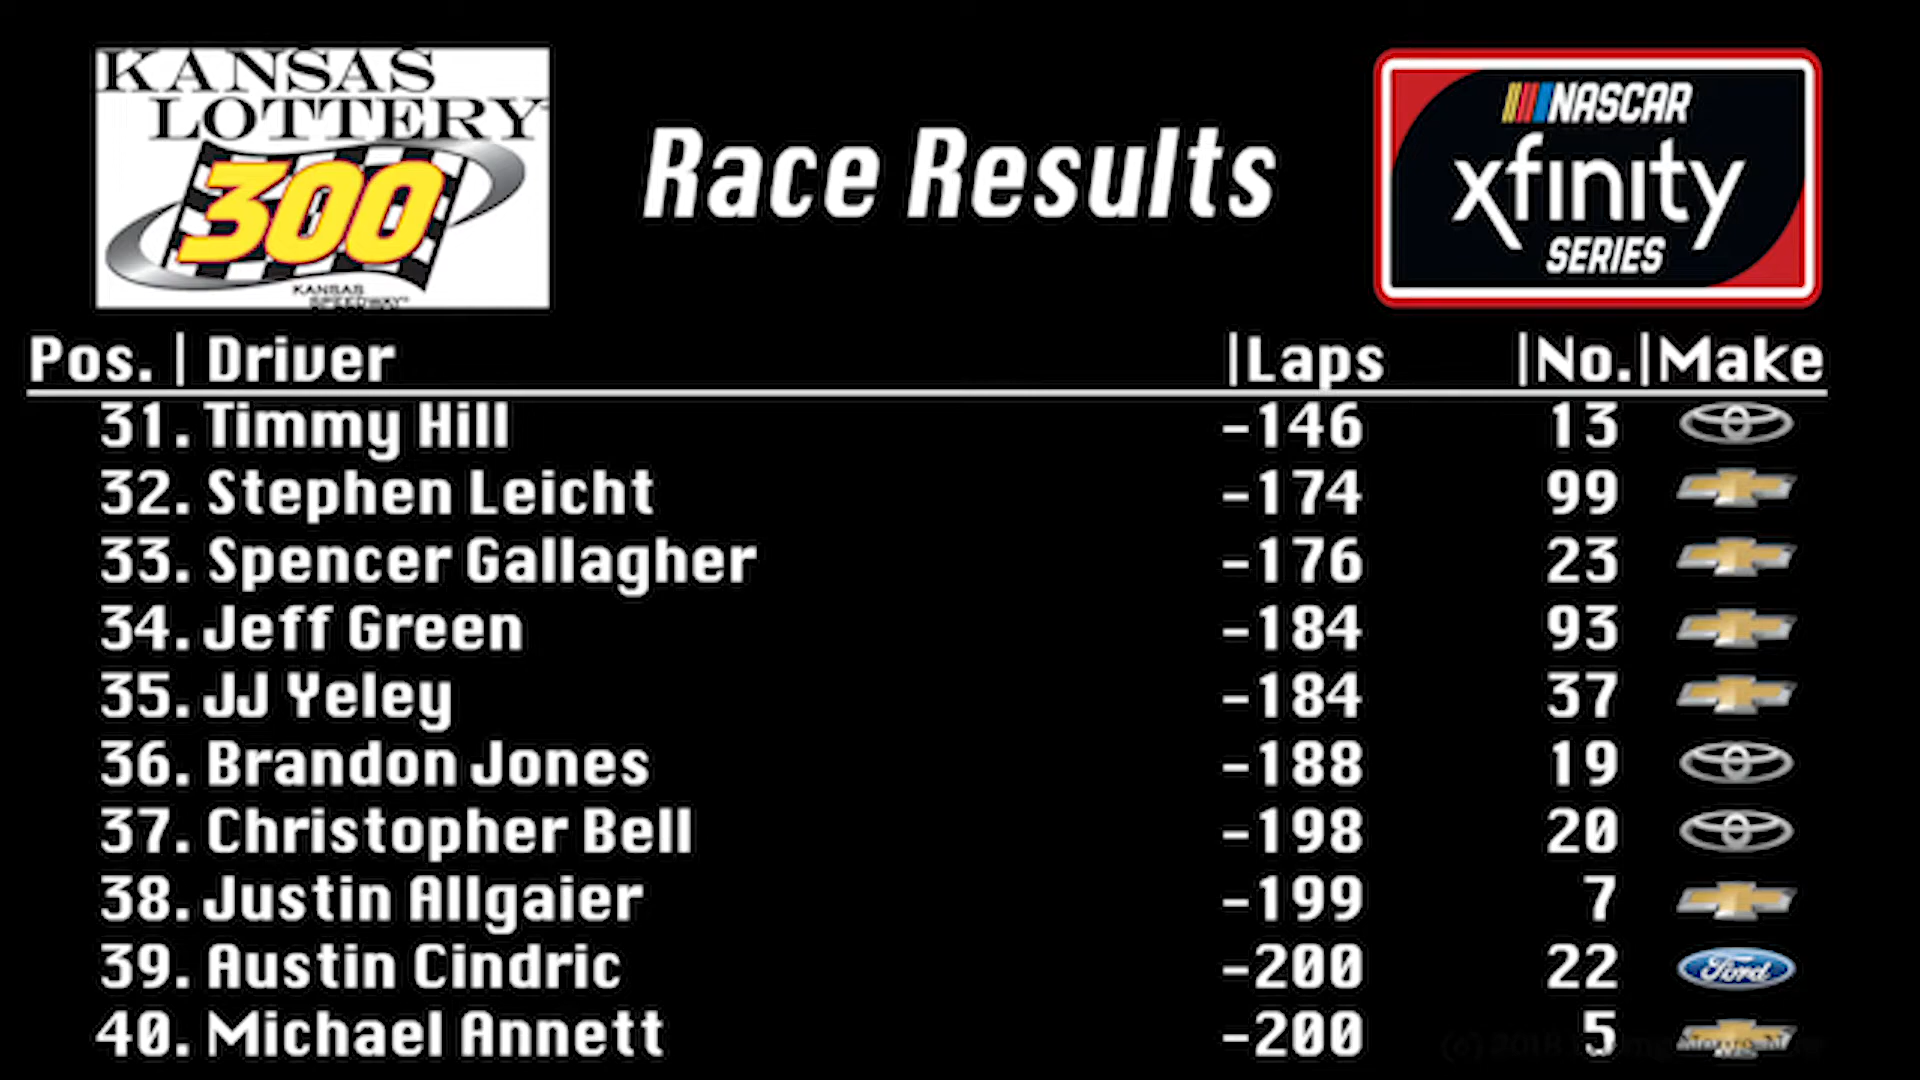 KANSAS
LOTTERY
300
KANSAS
SPEEDWAY
Race Results
NASCAR
xfinity
SERIES
Pos. | Driver |Laps |No.|Make
31. Timmy Hill -146 13
32. Stephen Leicht -174 99
33. Spencer Gallagher -176 23
34. Jeff Green -184 93
35. JJ Yeley -184 37
36. Brandon Jones -188 19
37. Christopher Bell -198 20
38. Justin Allgaier -199 7
39. Austin Cindric -200 22 Ford
40. Michael Annett -200 5